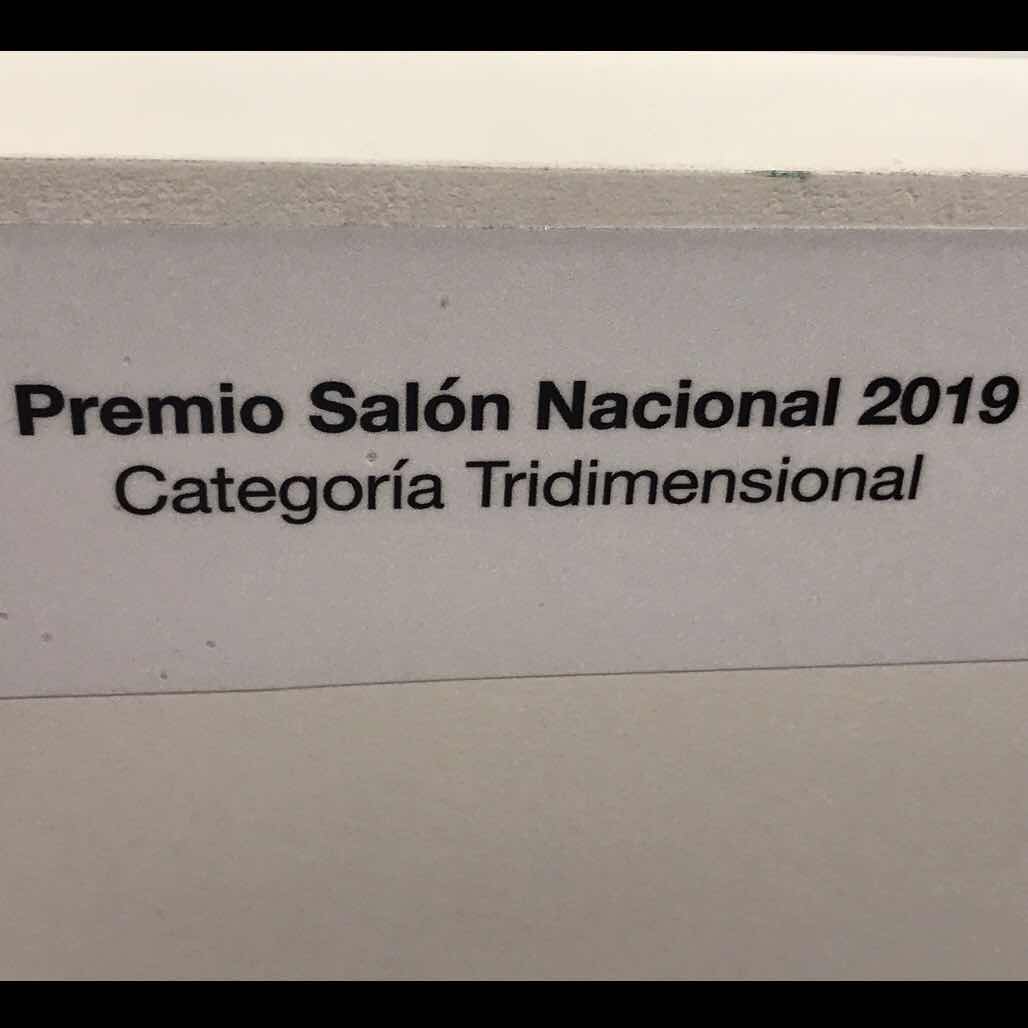 Premio Salón Nacional 2019
Categoría Tridimensional